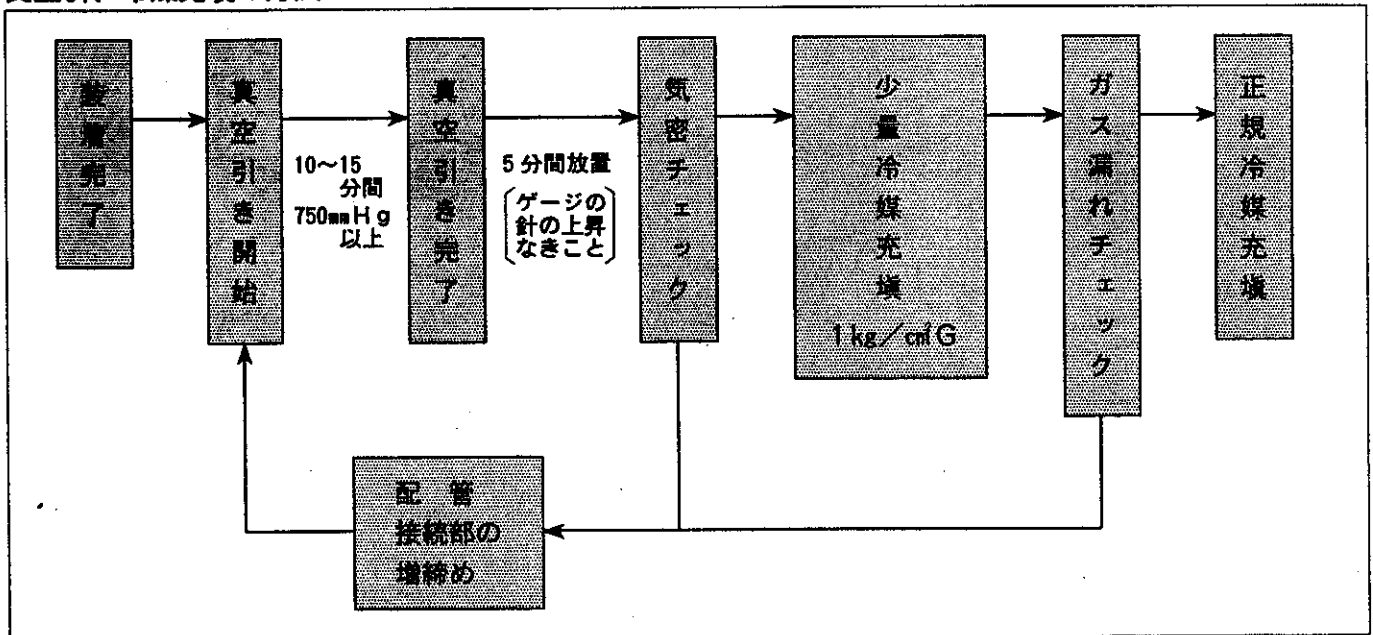 装着完了
真空引き開始
10～15
分間
750mmHg
以上
真空引き完了
5分間放置
ゲージの
針の上昇
なきこと
気密チェック
少量冷媒充塡
1kg／c㎡G
ガス漏れチェック
正規冷媒充塡
配管
接続部の
増締め